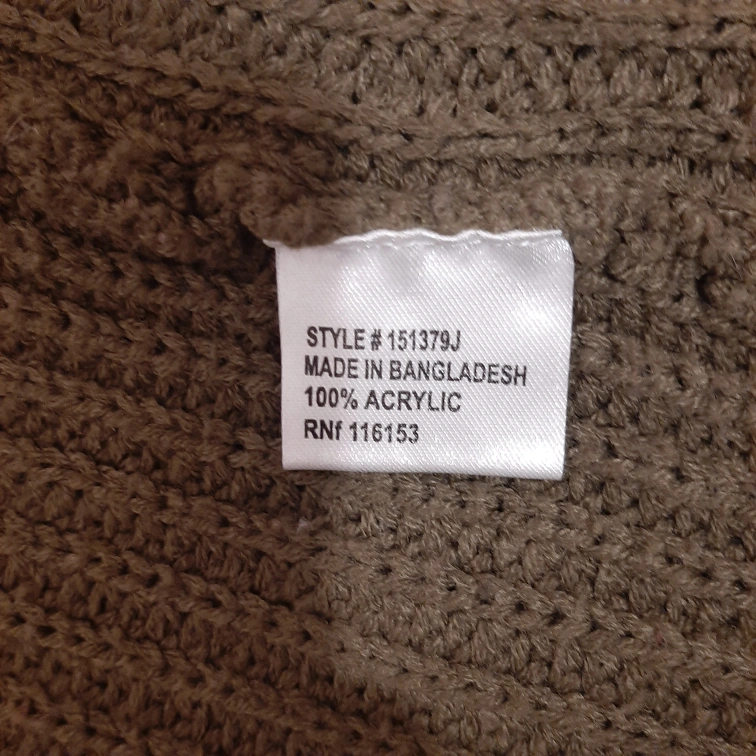 STYLE # 151379J
MADE IN BANGLADESH
100% ACRYLIC
RNf 116153